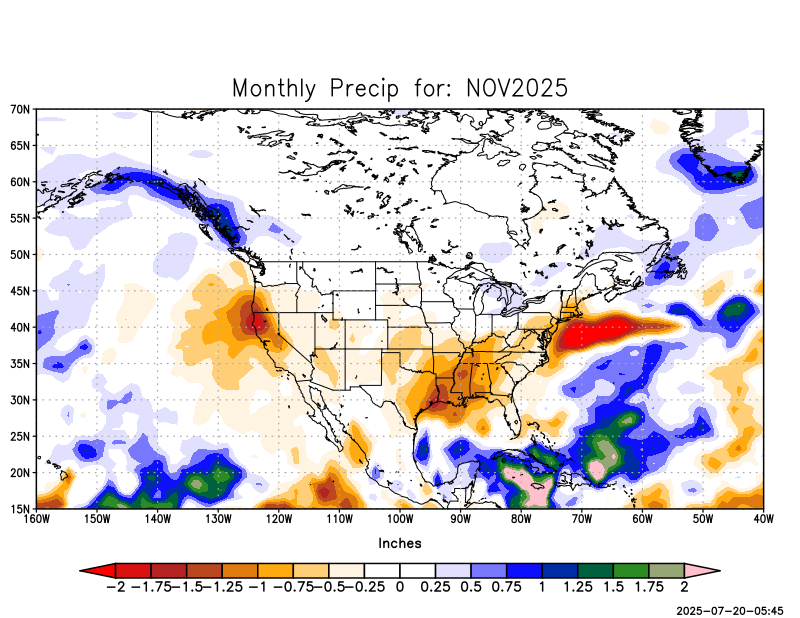 Monthly Precip for: NOV2025
70N
65N
60N
55N
50N
45N
40N
35N
30N
25N
20N
15N
160W 150W 140W 130W 120W 110W 100W 90W 80W 70W 60W 50W 40W
Inches
-2 -1.75 -1.5 -1.25 -1 -0.75 -0.5 -0.25 0 0.25 0.5 0.75 1 1.25 1.5 1.75 2
2025-07-20-05:45